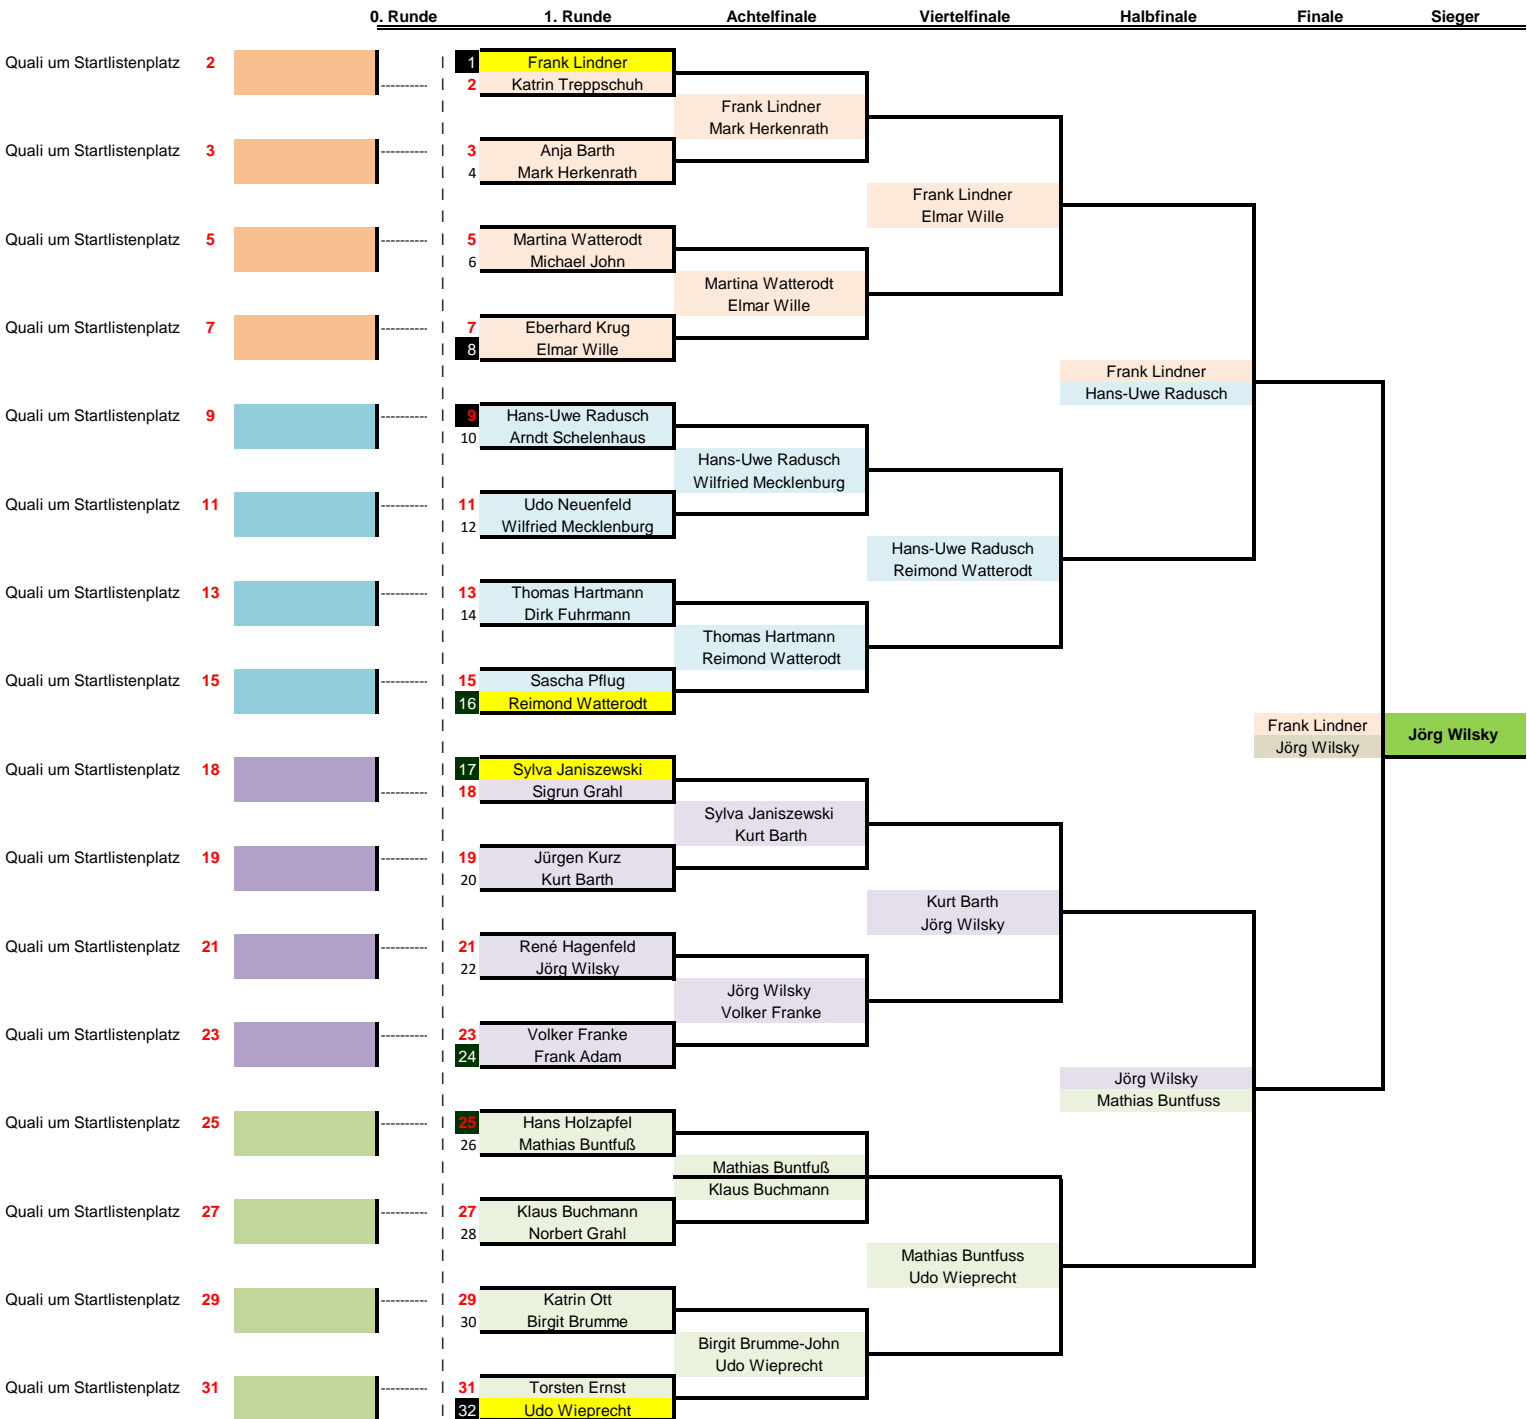 0. Runde 1. Runde Achtelfinale Viertelfinale Halbfinale Finale Sieger
Quali um Startlistenplatz 2 1 Frank Lindner
2 Katrin Treppschuh
Frank Lindner
Mark Herkenrath
Quali um Startlistenplatz 3 3 Anja Barth
4 Mark Herkenrath
Frank Lindner
Elmar Wille
Quali um Startlistenplatz 5 5 Martina Watterodt
6 Michael John
Martina Watterodt
Elmar Wille
Quali um Startlistenplatz 7 7 Eberhard Krug
8 Elmar Wille
Frank Lindner
Hans-Uwe Radusch
Quali um Startlistenplatz 9 9 Hans-Uwe Radusch
10 Arndt Schelenhaus
Hans-Uwe Radusch
Wilfried Mecklenburg
Quali um Startlistenplatz 11 11 Udo Neuenfeld
12 Wilfried Mecklenburg
Hans-Uwe Radusch
Reimond Watterodt
Quali um Startlistenplatz 13 13 Thomas Hartmann
14 Dirk Fuhrmann
Thomas Hartmann
Reimond Watterodt
Quali um Startlistenplatz 15 15 Sascha Pflug
16 Reimond Watterodt
Frank Lindner
Jörg Wilsky
Jörg Wilsky
Quali um Startlistenplatz 18 17 Sylva Janiszewski
18 Sigrun Grahl
Sylva Janiszewski
Kurt Barth
Quali um Startlistenplatz 19 19 Jürgen Kurz
20 Kurt Barth
Kurt Barth
Jörg Wilsky
Quali um Startlistenplatz 21 21 René Hagenfeld
22 Jörg Wilsky
Jörg Wilsky
Volker Franke
Quali um Startlistenplatz 23 23 Volker Franke
24 Frank Adam
Jörg Wilsky
Mathias Buntfuss
Quali um Startlistenplatz 25 25 Hans Holzapfel
26 Mathias Buntfuß
Mathias Buntfuß
Klaus Buchmann
Quali um Startlistenplatz 27 27 Klaus Buchmann
28 Norbert Grahl
Mathias Buntfuss
Udo Wieprecht
Quali um Startlistenplatz 29 29 Katrin Ott
30 Birgit Brumme
Birgit Brumme-John
Udo Wieprecht
Quali um Startlistenplatz 31 31 Torsten Ernst
32 Udo Wieprecht